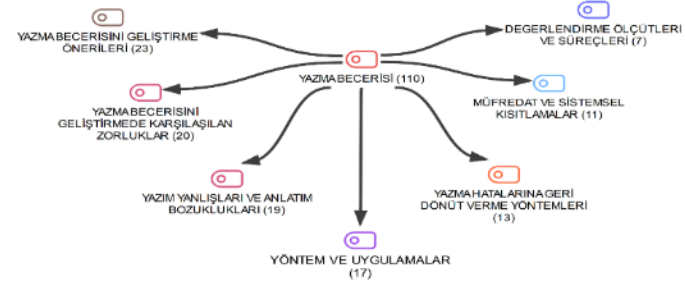 YAZMA BECERİSİNİ GELİŞTİRME
ÖNERİLERİ (23)
DEGERLENDİRME ÖLÇÜTLERİ
VE SÜREÇLERİ (7)
YAZMA BECERİSİ (110)
YAZMA BECERİSİNİ
GELİŞTİRMEDE KARŞILAŞILAN
ZORLUKLAR (20)
MÜFREDAT VE SİSTEMSEL
KISITLAMALAR (11)
YAZIM YANLIŞLARI VE ANLATIM
BOZUKLUKLARI (19)
YAZMA HATALARINA GERİ
DÖNÜT VERME YÖNTEMLERİ
(13)
YÖNTEM VE UYGULAMALAR
(17)